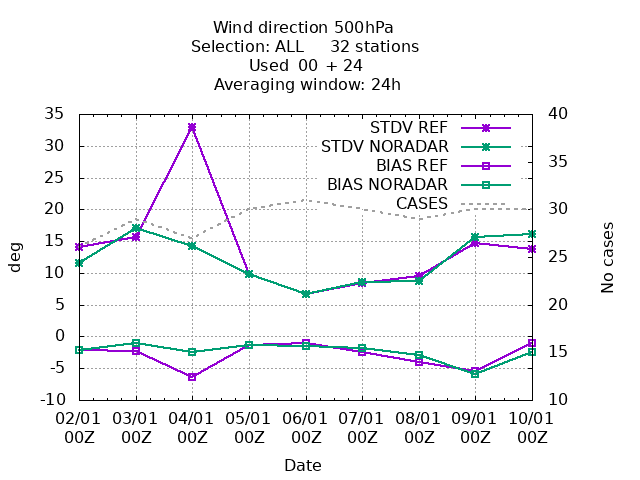 Wind direction 500hPa
Selection: ALL 32 stations
Used 00 + 24
Averaging window: 24h
35
30
25
20
15
10
5
0
-5
-10
deg
40
35
30
25
20
15
10
No cases
STDV REF
STDV NORADAR
BIAS REF
BIAS NORADAR
CASES
02/01 03/01 04/01 05/01 06/01 07/01 08/01 09/01 10/01
00Z 00Z 00Z 00Z 00Z 00Z 00Z 00Z 00Z
Date